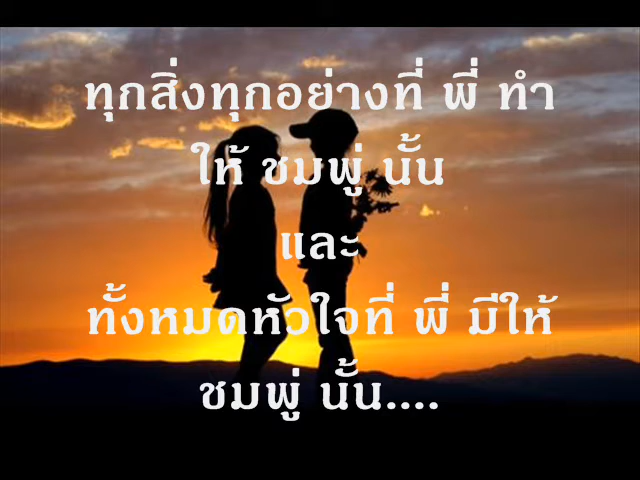 ทุกสิ่งทุกอย่างที่ พี่ ทำ
ให้ ชมพู่ นั้น
และ
ทั้งหมดหัวใจที่ พี่ มีให้
ชมพู่ นั้น....